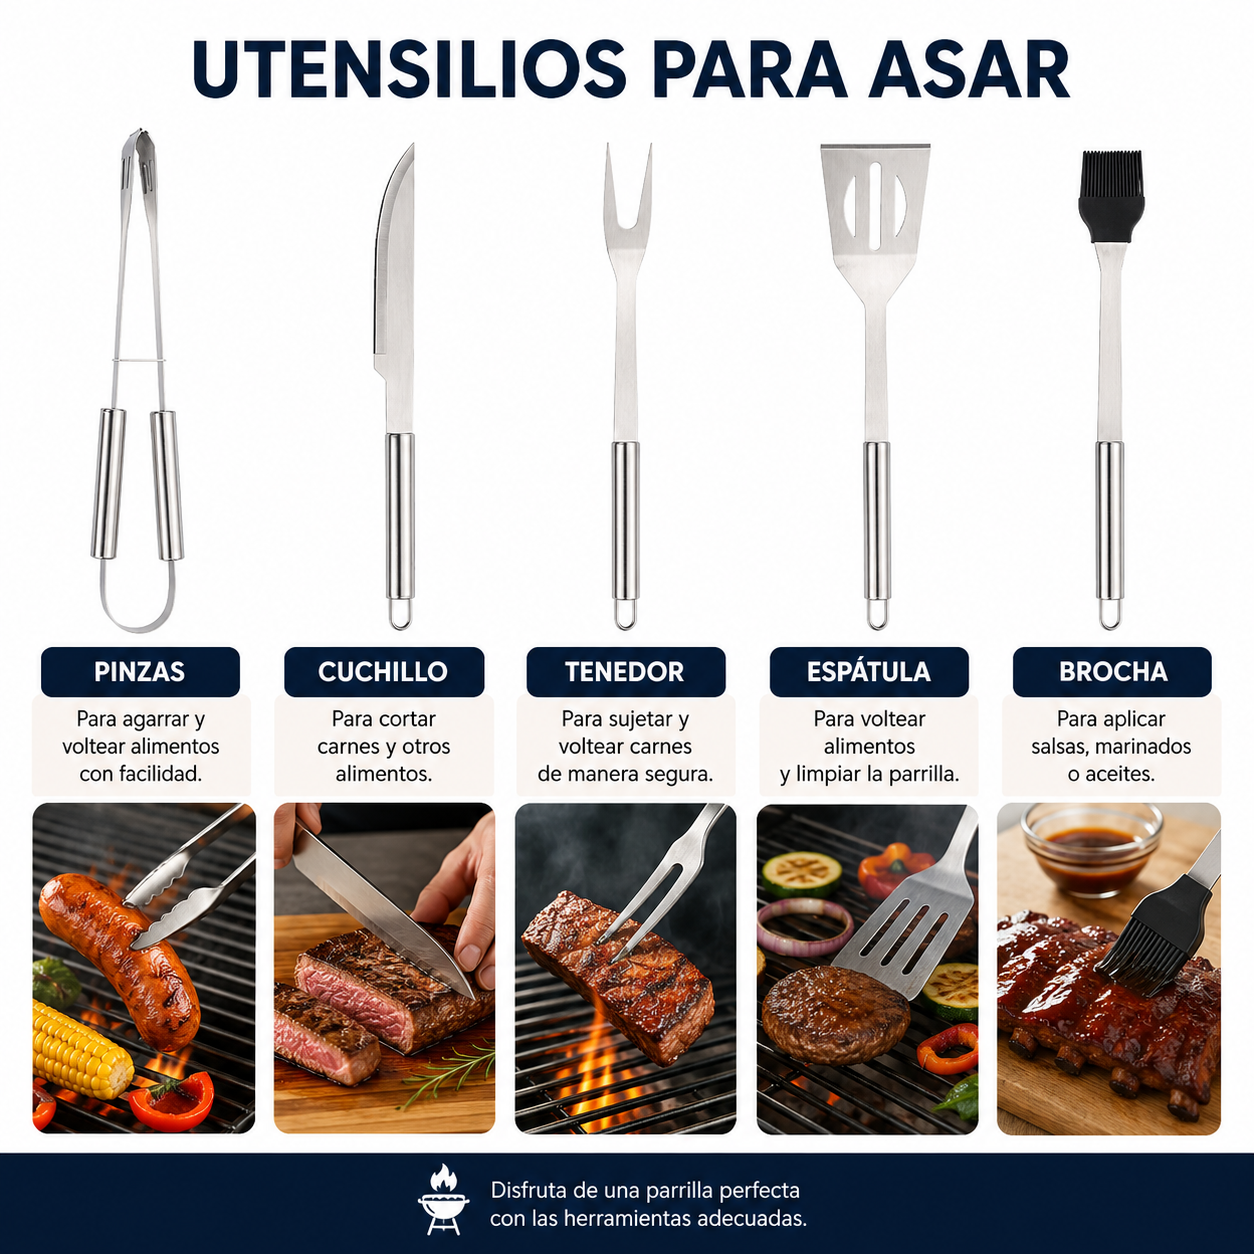 UTENSILIOS PARA ASAR
PINZAS
Para agarrar y
voltear alimentos
con facilidad.
CUCHILLO
Para cortar
carnes y otros
alimentos.
TENEDOR
Para sujetar y
voltear carnes
de manera segura.
ESPÁTULA
Para voltear
alimentos
y limpiar la parrilla.
BROCHA
Para aplicar
salsas, marinados
o aceites.
Disfruta de una parrilla perfecta
con las herramientas adecuadas.